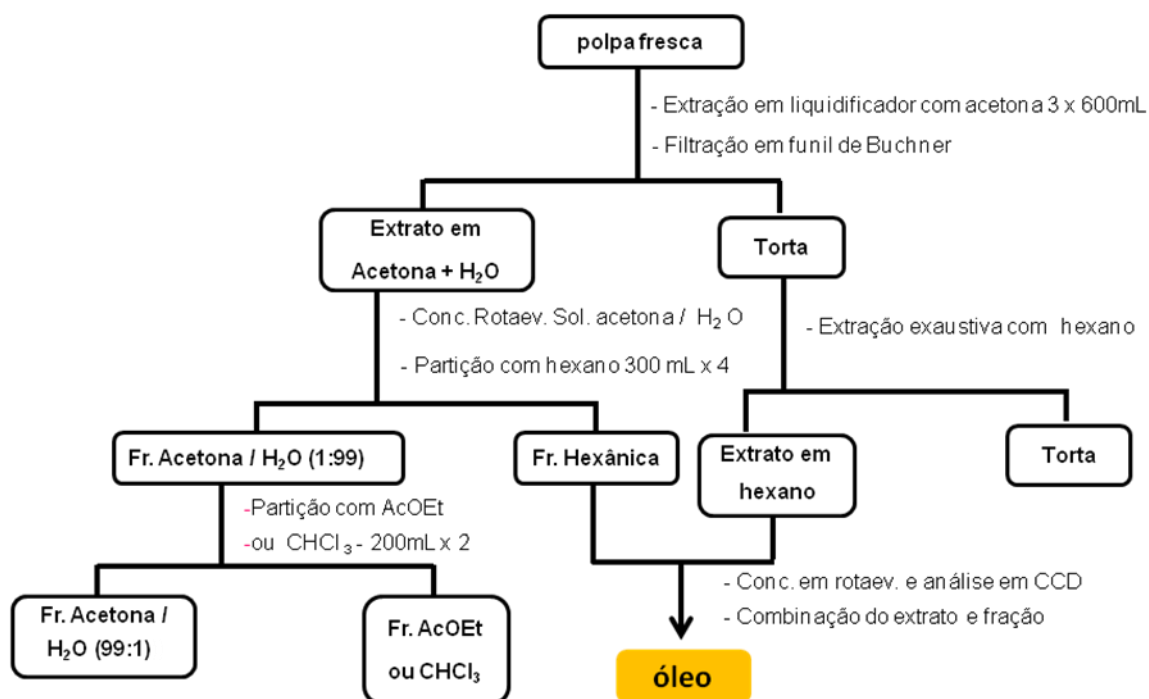 polpa fresca
- Extração em liquidificador com acetona 3 x 600mL
- Filtração em funil de Buchner
Extrato em
Acetona + H₂O
Torta
- Conc. Rotaev. Sol. acetona / H₂ O
- Partição com hexano 300 mL x 4
- Extração exaustiva com hexano
Fr. Acetona / H₂O (1:99)
Fr. Hexânica
Extrato em
hexano
Torta
-Partição com AcOEt
-ou CHCl₃ - 200mL x 2
Fr. Acetona /
H₂O (99:1)
Fr. AcOEt
ou CHCl₃
- Conc. em rotaev. e análise em CCD
- Combinação do extrato e fração
óleo